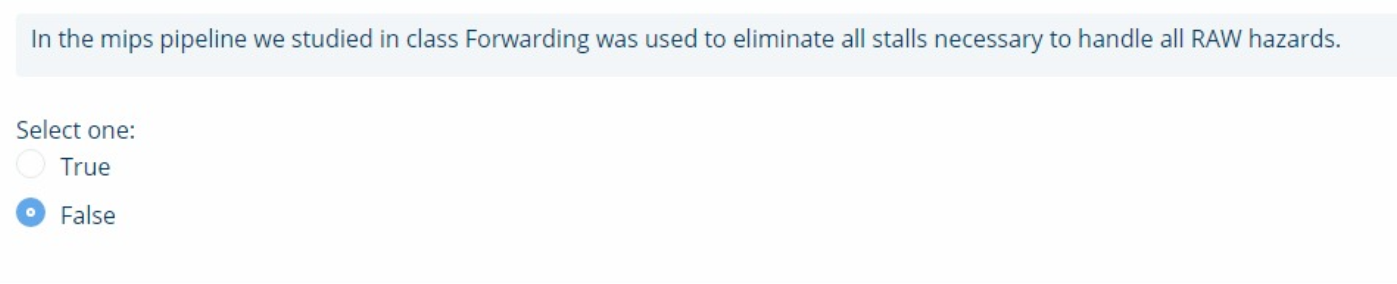 In the mips pipeline we studied in class Forwarding was used to eliminate all stalls necessary to handle all RAW hazards.
Select one:
True
False